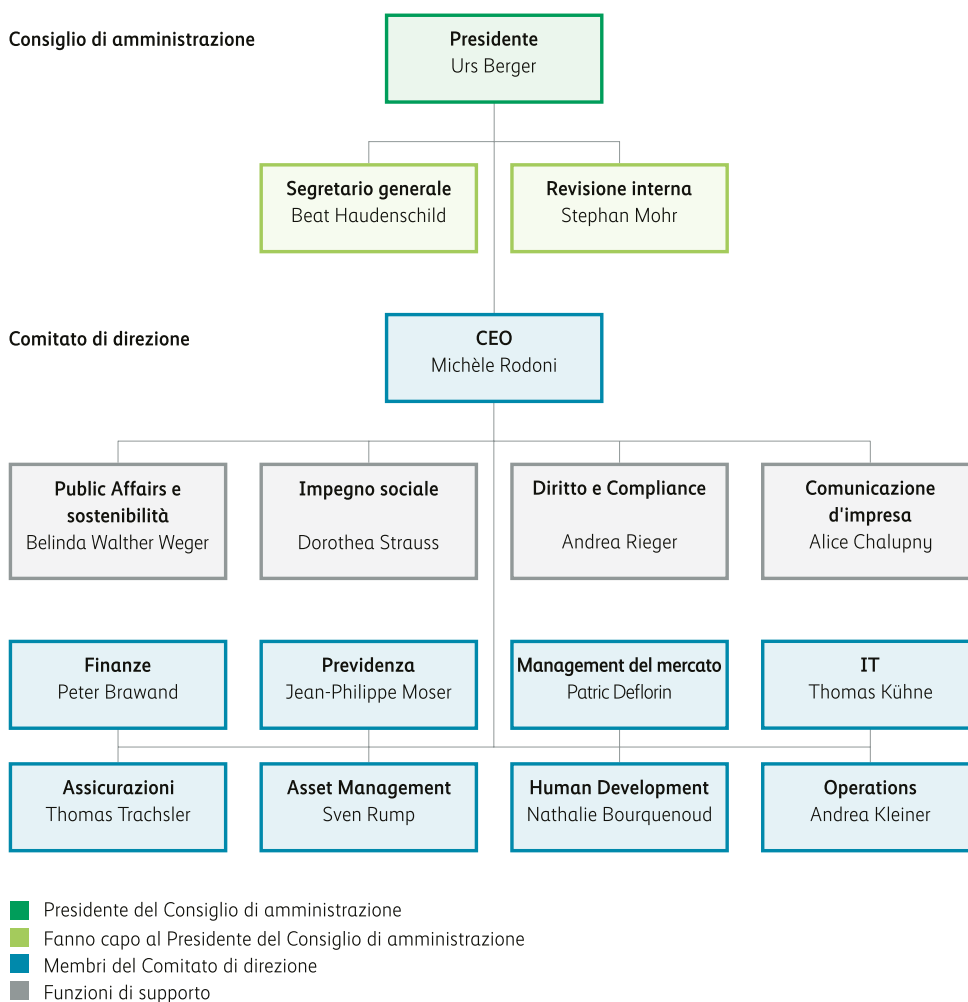 Consiglio di amministrazione
Presidente
Urs Berger
Segretario generale
Beat Haudenschild
Revisione interna
Stephan Mohr
Comitato di direzione
CEO
Michèle Rodoni
Public Affairs e
sostenibilità
Belinda Walther Weger
Impegno sociale
Dorothea Strauss
Diritto e Compliance
Andrea Rieger
Comunicazione
d'impresa
Alice Chalupny
Finanze
Peter Brawand
Previdenza
Jean-Philippe Moser
Management del mercato
Patric Deflorin
IT
Thomas Kühne
Assicurazioni
Thomas Trachsler
Asset Management
Sven Rump
Human Development
Nathalie Bourquenoud
Operations
Andrea Kleiner
Presidente del Consiglio di amministrazione
Fanno capo al Presidente del Consiglio di amministrazione
Membri del Comitato di direzione
Funzioni di supporto